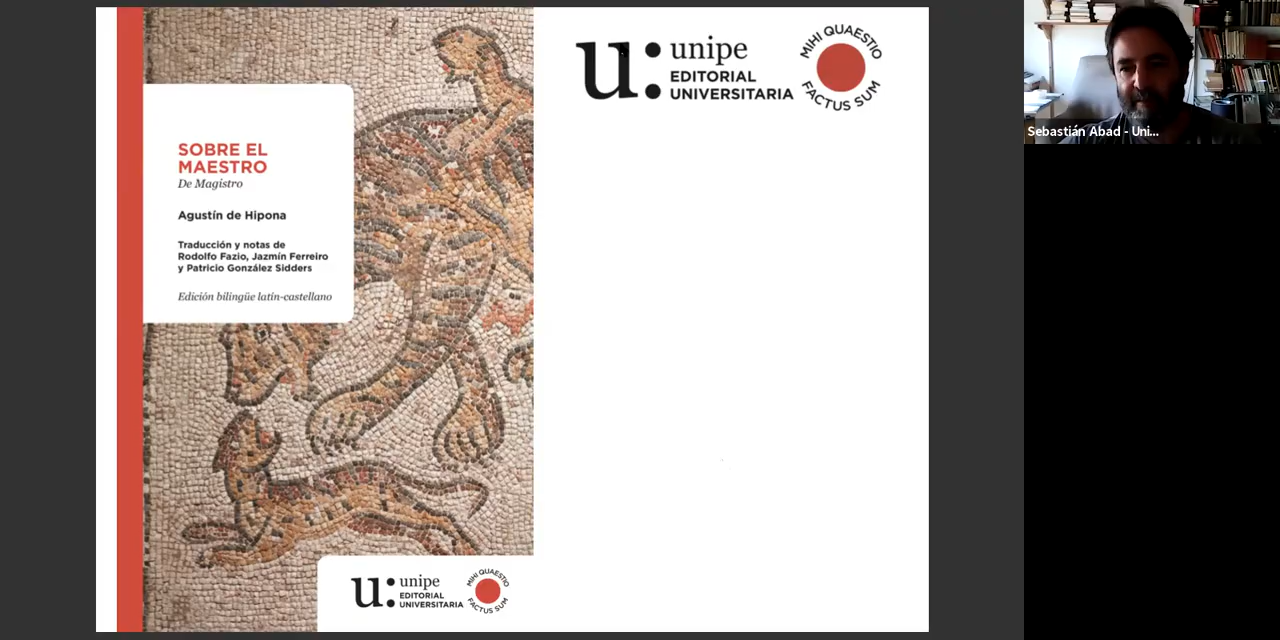 SOBRE EL
MAESTRO
De Magistro
Agustín de Hipona
Traducción y notas de
Rodolfo Fazio, Jazmín Ferreiro
y Patricio González Sidders
Edición bilingüe latín-castellano
u: unipe
EDITORIAL
UNIVERSITARIA
MIHI QUAESTIO
FACTUS SUM
u: unipe
EDITORIAL
UNIVERSITARIA
MIHI QUAESTIO
FACTUS SUM
Sebastián Abad - Uni...